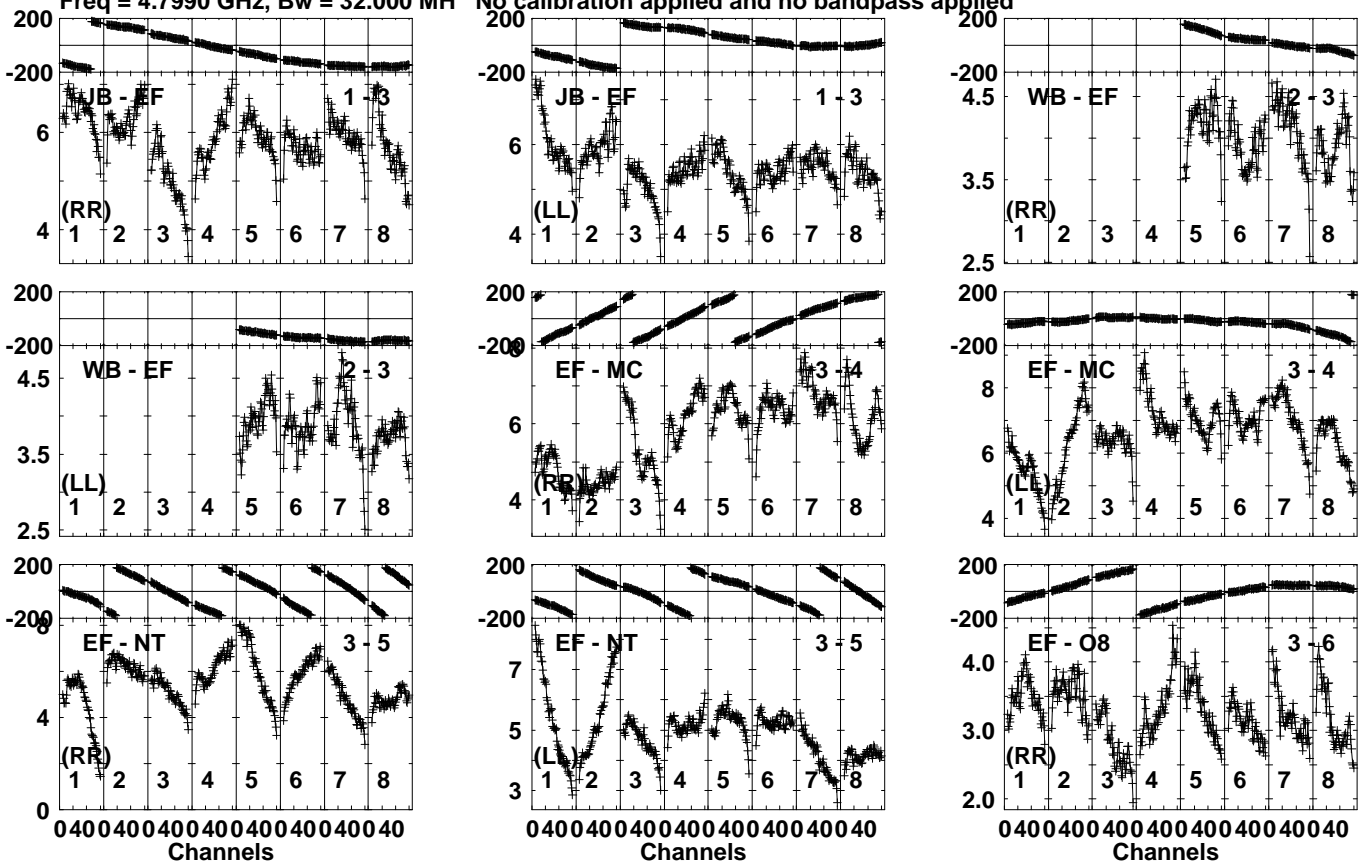 Freq = 4.7990 GHz, Bw = 32.000 MH No calibration applied and no bandpass applied
200 200 200
-200 -200 -200
JB - EF 1 - 3 JB - EF 1 - 3 WB - EF 2 - 3
6 6 4.5
3.5
(RR) (LL) (RR)
4 4
1 2 3 4 5 6 7 8 1 2 3 4 5 6 7 8 1 2 3 4 5 6 7 8
2.5
200 200 200
-200 -200 -200
8
WB - EF 2 - 3 EF - MC 3 - 4 EF - MC 3 - 4
4.5 8
6 6
3.5
(LL) (RR) (LL)
4 4
1 2 3 4 5 6 7 8 1 2 3 4 5 6 7 8 1 2 3 4 5 6 7 8
2.5
200 200 200
-200 -200 -200
8
EF - NT 3 - 5 EF - NT 3 - 5 EF - O8 3 - 6
7 4.0
4 5 3.0
(RR) (LL) (RR)
1 2 3 4 5 6 7 8 1 2 3 4 5 6 7 8 1 2 3 4 5 6 7 8
0 3 2.0
0 40 0 40 0 40 0 40 0 40 0 40 0 40 0 40 0 40 0 40 0 40 0 40 0 40 0 40 0 40 0 40 0 40 0 40 0 40 0 40 0 40 0 40 0 40 0 40
Channels Channels Channels